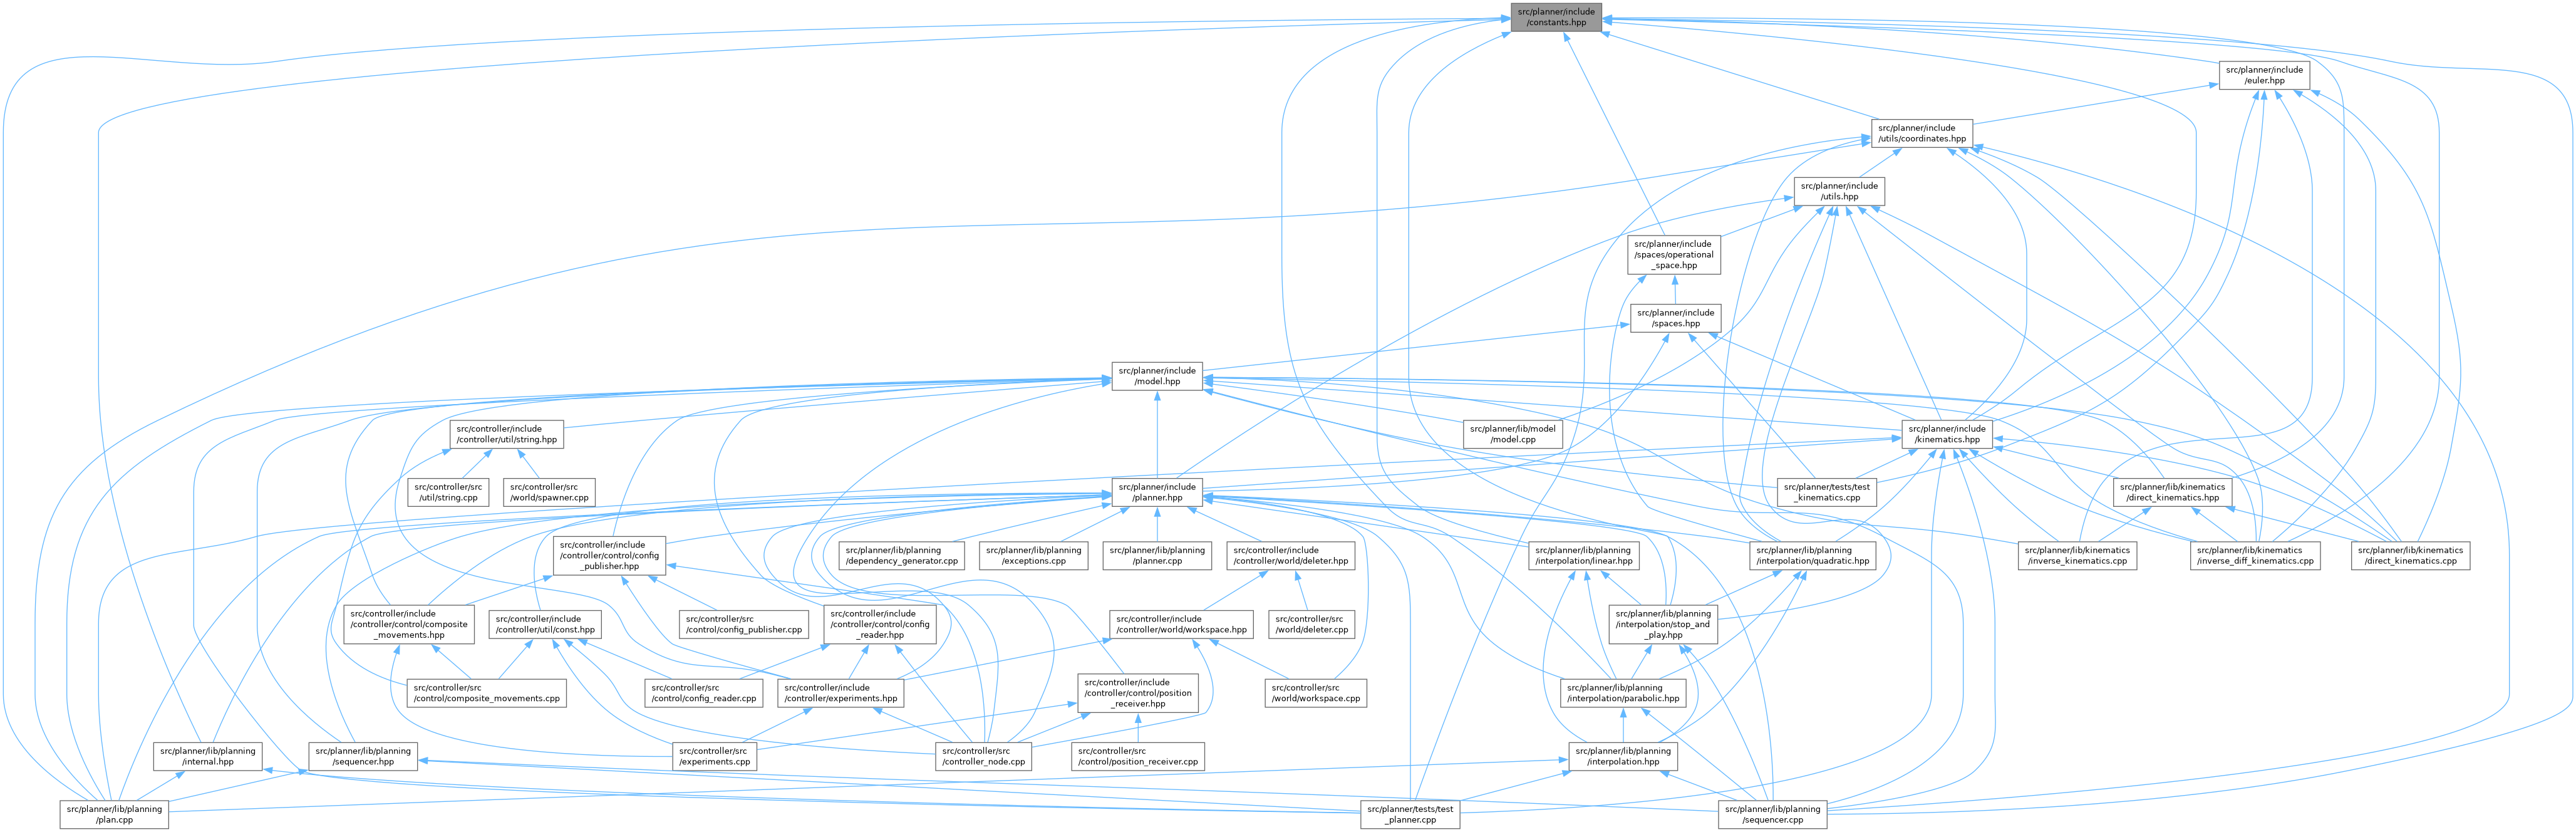 src/planner/include
/constants.hpp
src/planner/include
/euler.hpp
src/planner/include
/utils/coordinates.hpp
src/planner/include
/utils.hpp
src/planner/include
/spaces/operational
_space.hpp
src/planner/include
/spaces.hpp
src/planner/include
/model.hpp
src/controller/include
/controller/util/string.hpp
src/planner/lib/model
/model.cpp
src/planner/include
/kinematics.hpp
src/controller/src
/util/string.cpp
src/controller/src
/world/spawner.cpp
src/planner/include
/planner.hpp
src/planner/tests/test
_kinematics.cpp
src/planner/lib/kinematics
/direct_kinematics.hpp
src/controller/include
/controller/control/config
_publisher.hpp
src/planner/lib/planning
/dependency_generator.cpp
src/planner/lib/planning
/exceptions.cpp
src/planner/lib/planning
/planner.cpp
src/controller/include
/controller/world/deleter.hpp
src/planner/lib/planning
/interpolation/linear.hpp
src/planner/lib/planning
/interpolation/quadratic.hpp
src/planner/lib/kinematics
/inverse_kinematics.cpp
src/planner/lib/kinematics
/inverse_diff_kinematics.cpp
src/planner/lib/kinematics
/direct_kinematics.cpp
src/controller/include
/controller/control/composite
_movements.hpp
src/controller/include
/controller/util/const.hpp
src/controller/src
/control/config_publisher.cpp
src/controller/include
/controller/control/config
_reader.hpp
src/controller/include
/controller/world/workspace.hpp
src/controller/src
/world/deleter.cpp
src/planner/lib/planning
/interpolation/stop_and
_play.hpp
src/controller/src
/control/composite_movements.cpp
src/controller/src
/control/config_reader.cpp
src/controller/include
/controller/experiments.hpp
src/controller/include
/controller/control/position
_receiver.hpp
src/controller/src
/world/workspace.cpp
src/planner/lib/planning
/interpolation/parabolic.hpp
src/planner/lib/planning
/internal.hpp
src/planner/lib/planning
/sequencer.hpp
src/controller/src
/experiments.cpp
src/controller/src
/controller_node.cpp
src/controller/src
/control/position_receiver.cpp
src/planner/lib/planning
/interpolation.hpp
src/planner/lib/planning
/plan.cpp
src/planner/tests/test
_planner.cpp
src/planner/lib/planning
/sequencer.cpp